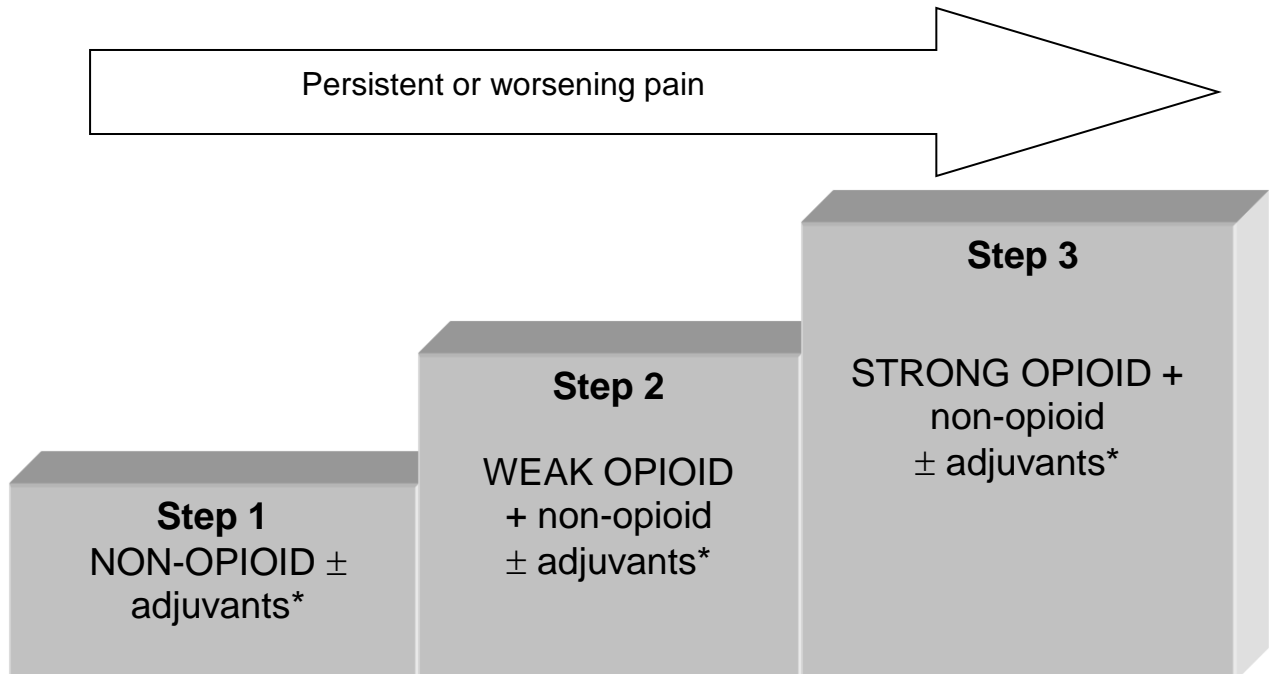 Persistent or worsening pain
Step 1
NON-OPIOID ±
adjuvants*
Step 2
WEAK OPIOID
+ non-opioid
± adjuvants*
Step 3
STRONG OPIOID +
non-opioid
± adjuvants*